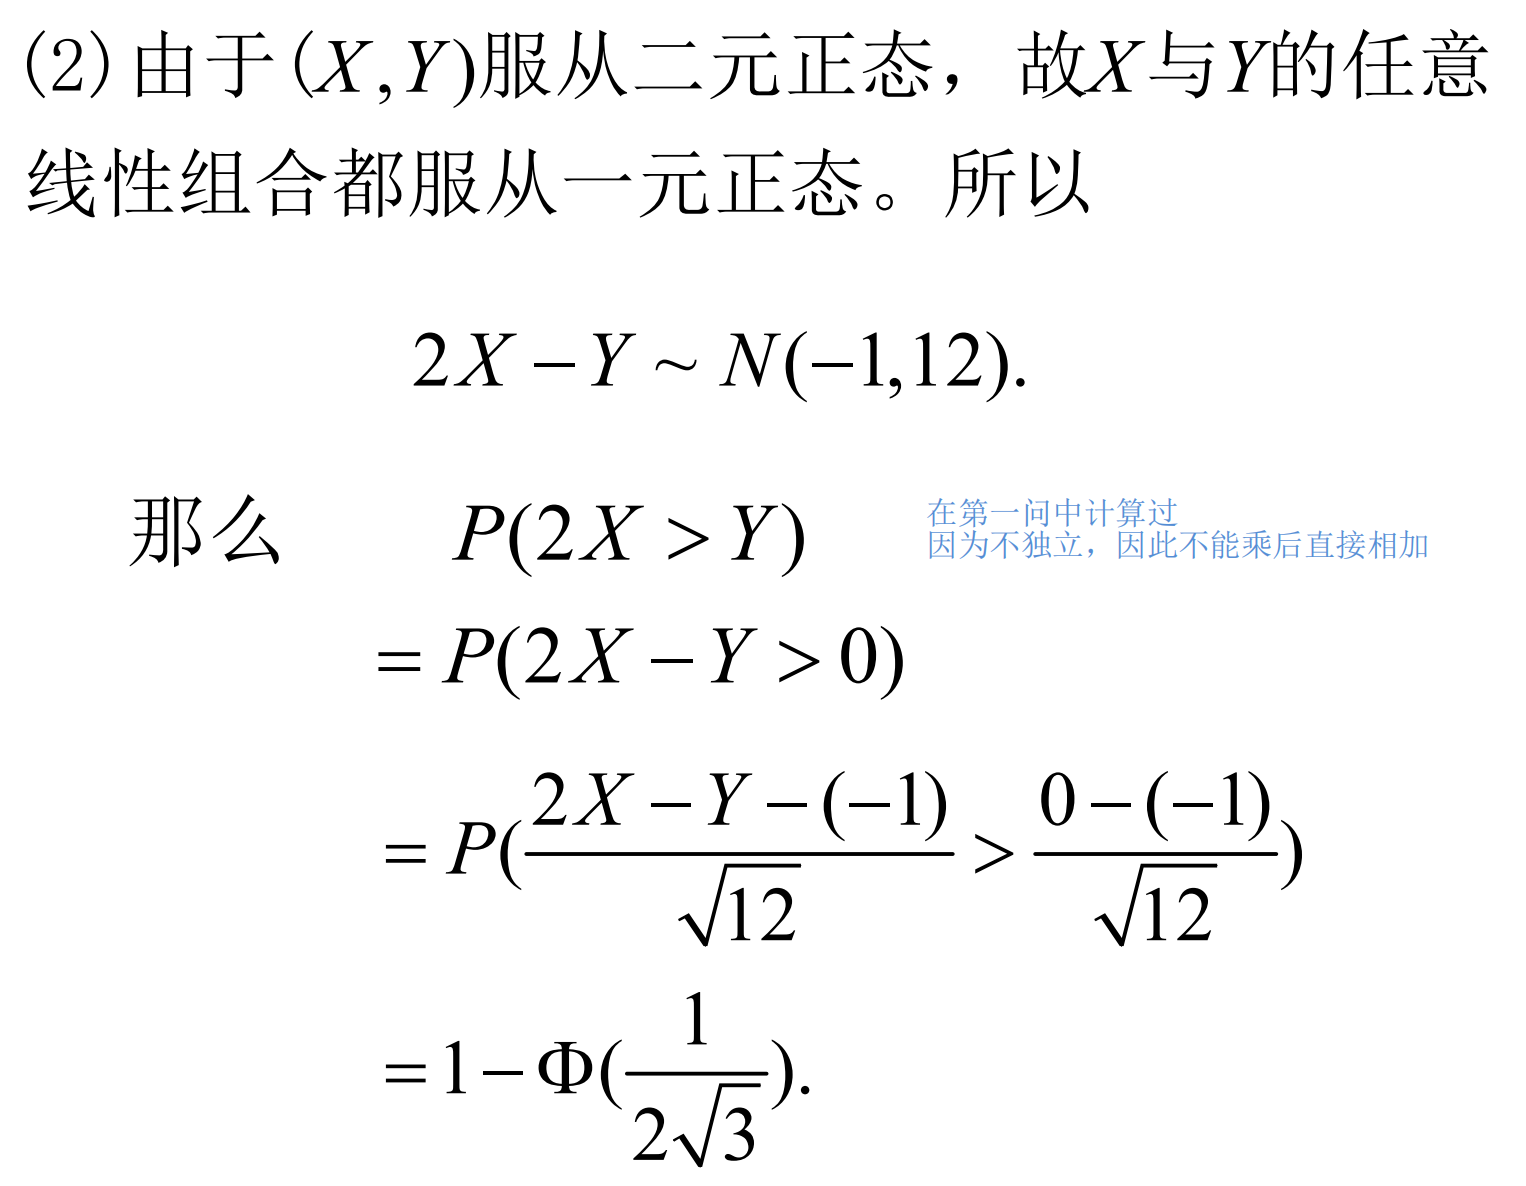 (2) 由于(X,Y)服从二元正态，故X与Y的任意
线性组合都服从一元正态。所以
2X − Y ~ N(−1,12).
那么 P(2X > Y)
在第一问中计算过
因为不独立，因此不能乘后直接相加
= P(2X − Y > 0)
= P(\frac{2X − Y − (−1)}{\sqrt{12}} > \frac{0 − (−1)}{\sqrt{12}})
= 1 − Φ(\frac{1}{2\sqrt{3}}).